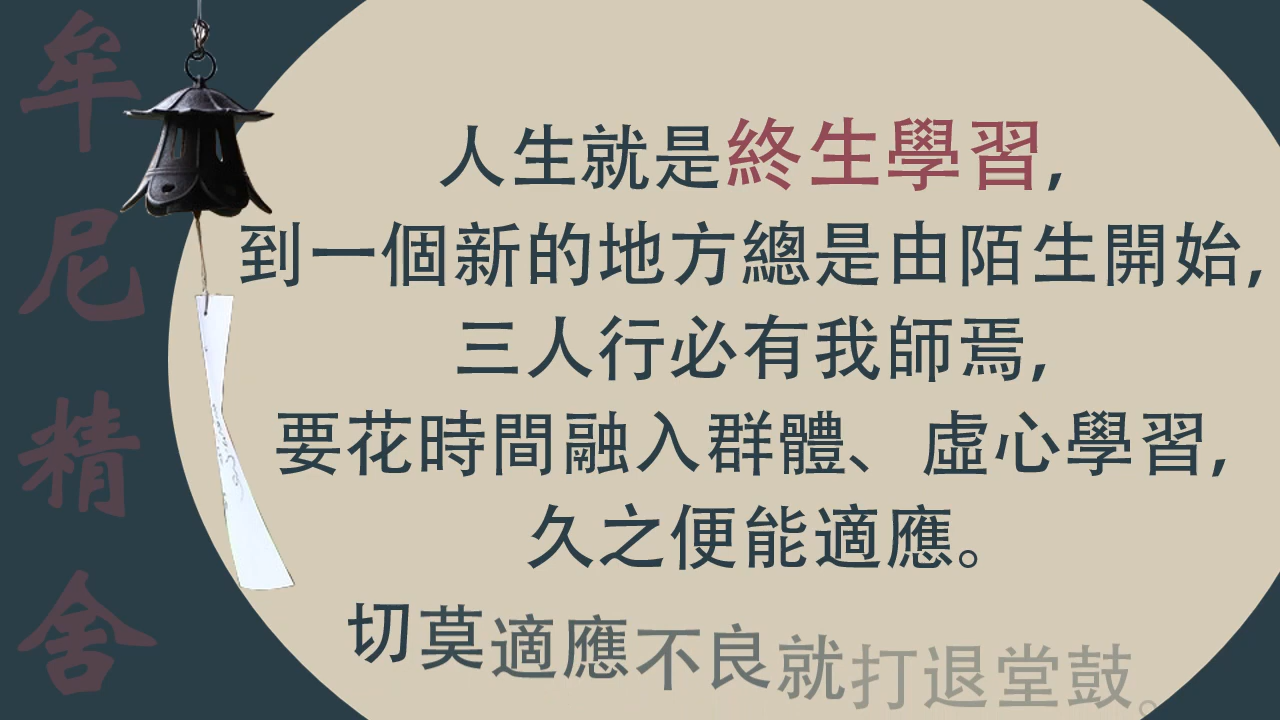 牟尼精舍
人生就是終生學習,
到一個新的地方總是由陌生開始,
三人行必有我師焉,
要花時間融入群體、虛心學習,
久之便能適應。
切莫適應不良就打退堂鼓。